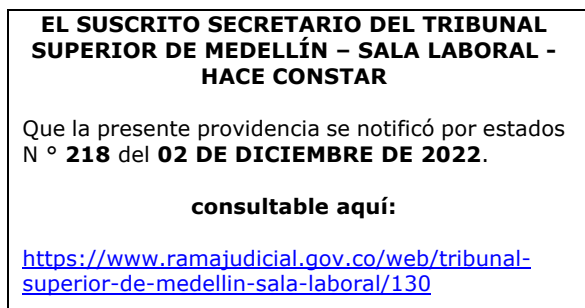 EL SUSCRITO SECRETARIO DEL TRIBUNAL
SUPERIOR DE MEDELLÍN – SALA LABORAL -
HACE CONSTAR
Que la presente providencia se notificó por estados
N ° 218 del 02 DE DICIEMBRE DE 2022.
consultable aquí:
https://www.ramajudicial.gov.co/web/tribunal-
superior-de-medellin-sala-laboral/130